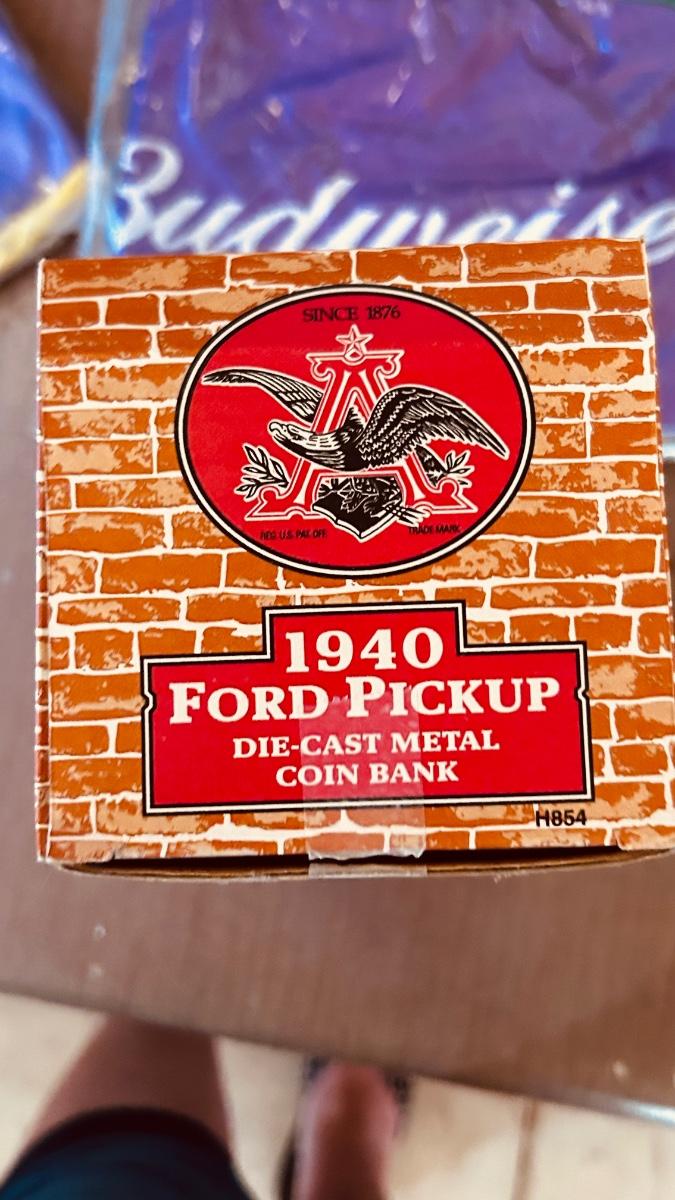 Budweise
SINCE 1876
REG. U.S. PAT. OFF.
TRADE MARK
1940
FORD PICKUP
DIE-CAST METAL
COIN BANK
H854